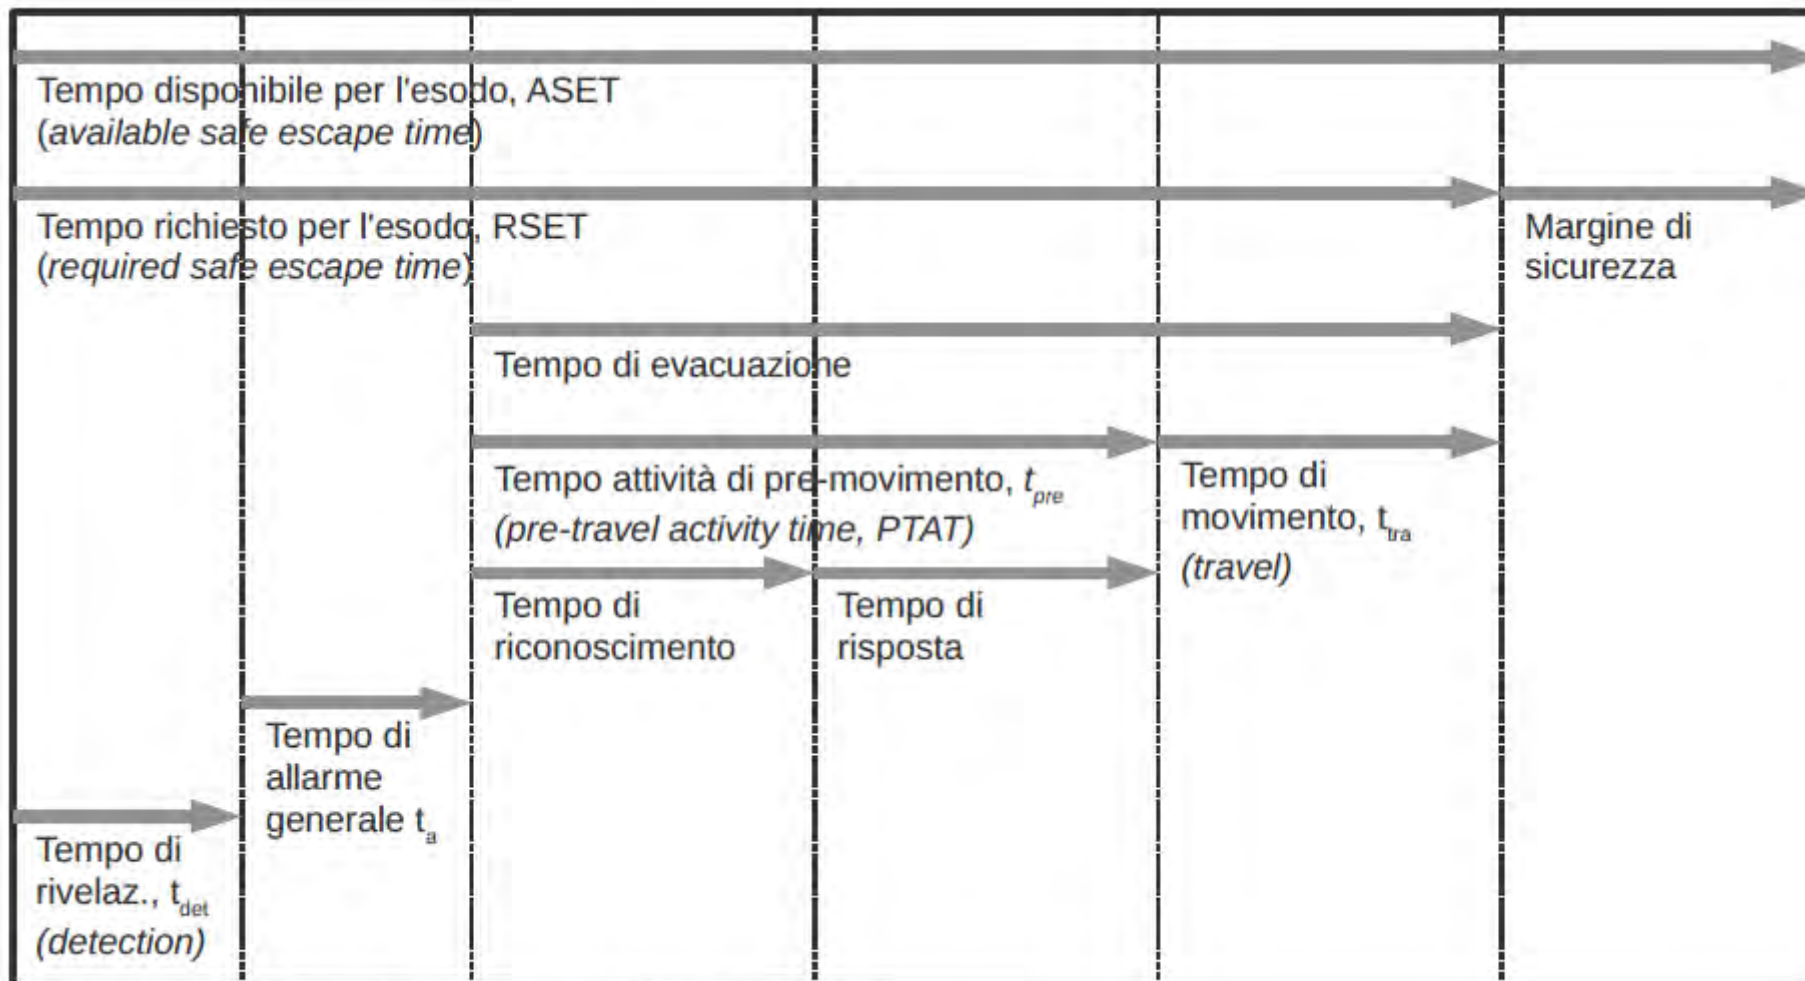 Tempo disponibile per l'esodo, ASET
(available safe escape time)
Tempo richiesto per l'esodo, RSET
(required safe escape time)
Margine di
sicurezza
Tempo di evacuazione
Tempo attività di pre-movimento, tpre
(pre-travel activity time, PTAT)
Tempo di
movimento, ttra
(travel)
Tempo di
riconoscimento
Tempo di
risposta
Tempo di
allarme
generale ta
Tempo di
rivelaz., tdet
(detection)